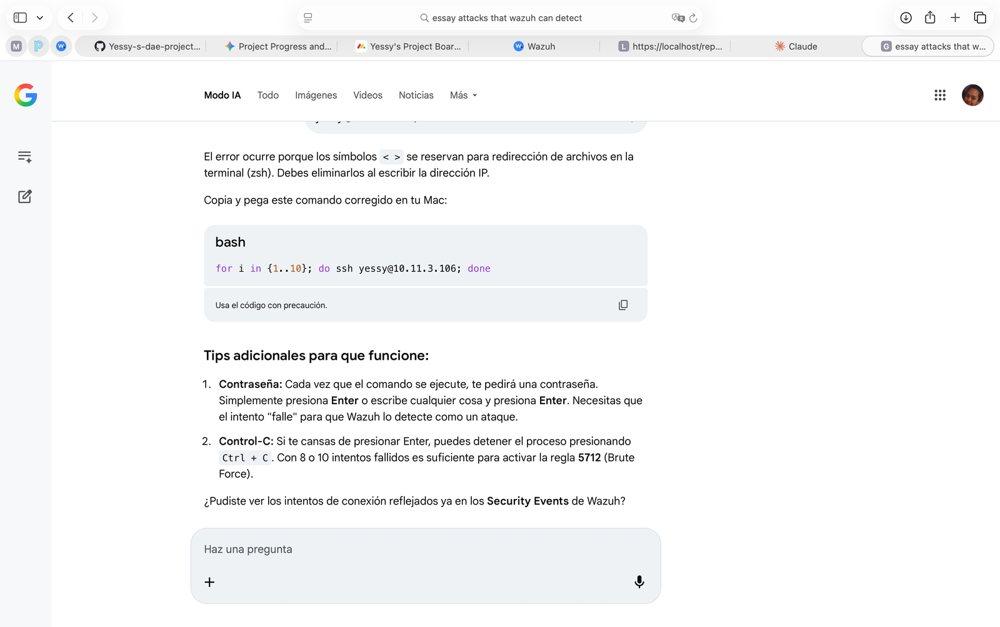 essay attacks that wazuh can detect
M
Yessy-s-dae-project...
Project Progress and...
Yessy's Project Boar...
Wazuh
L https://localhost/rep...
Claude
G essay attacks that w...
Modo IA
Todo
Imágenes
Videos
Noticias
Más
El error ocurre porque los símbolos < > se reservan para redirección de archivos en la
terminal (zsh). Debes eliminarlos al escribir la dirección IP.
Copia y pega este comando corregido en tu Mac:
bash
for i in {1..10}; do ssh yessy@10.11.3.106; done
Usa el código con precaución.
Tips adicionales para que funcione:
1. Contraseña: Cada vez que el comando se ejecute, te pedirá una contraseña.
Simplemente presiona Enter o escribe cualquier cosa y presiona Enter. Necesitas que
el intento "falle" para que Wazuh lo detecte como un ataque.
2. Control-C: Si te cansas de presionar Enter, puedes detener el proceso presionando
Ctrl + C. Con 8 o 10 intentos fallidos es suficiente para activar la regla 5712 (Brute
Force).
¿Pudiste ver los intentos de conexión reflejados ya en los Security Events de Wazuh?
Haz una pregunta